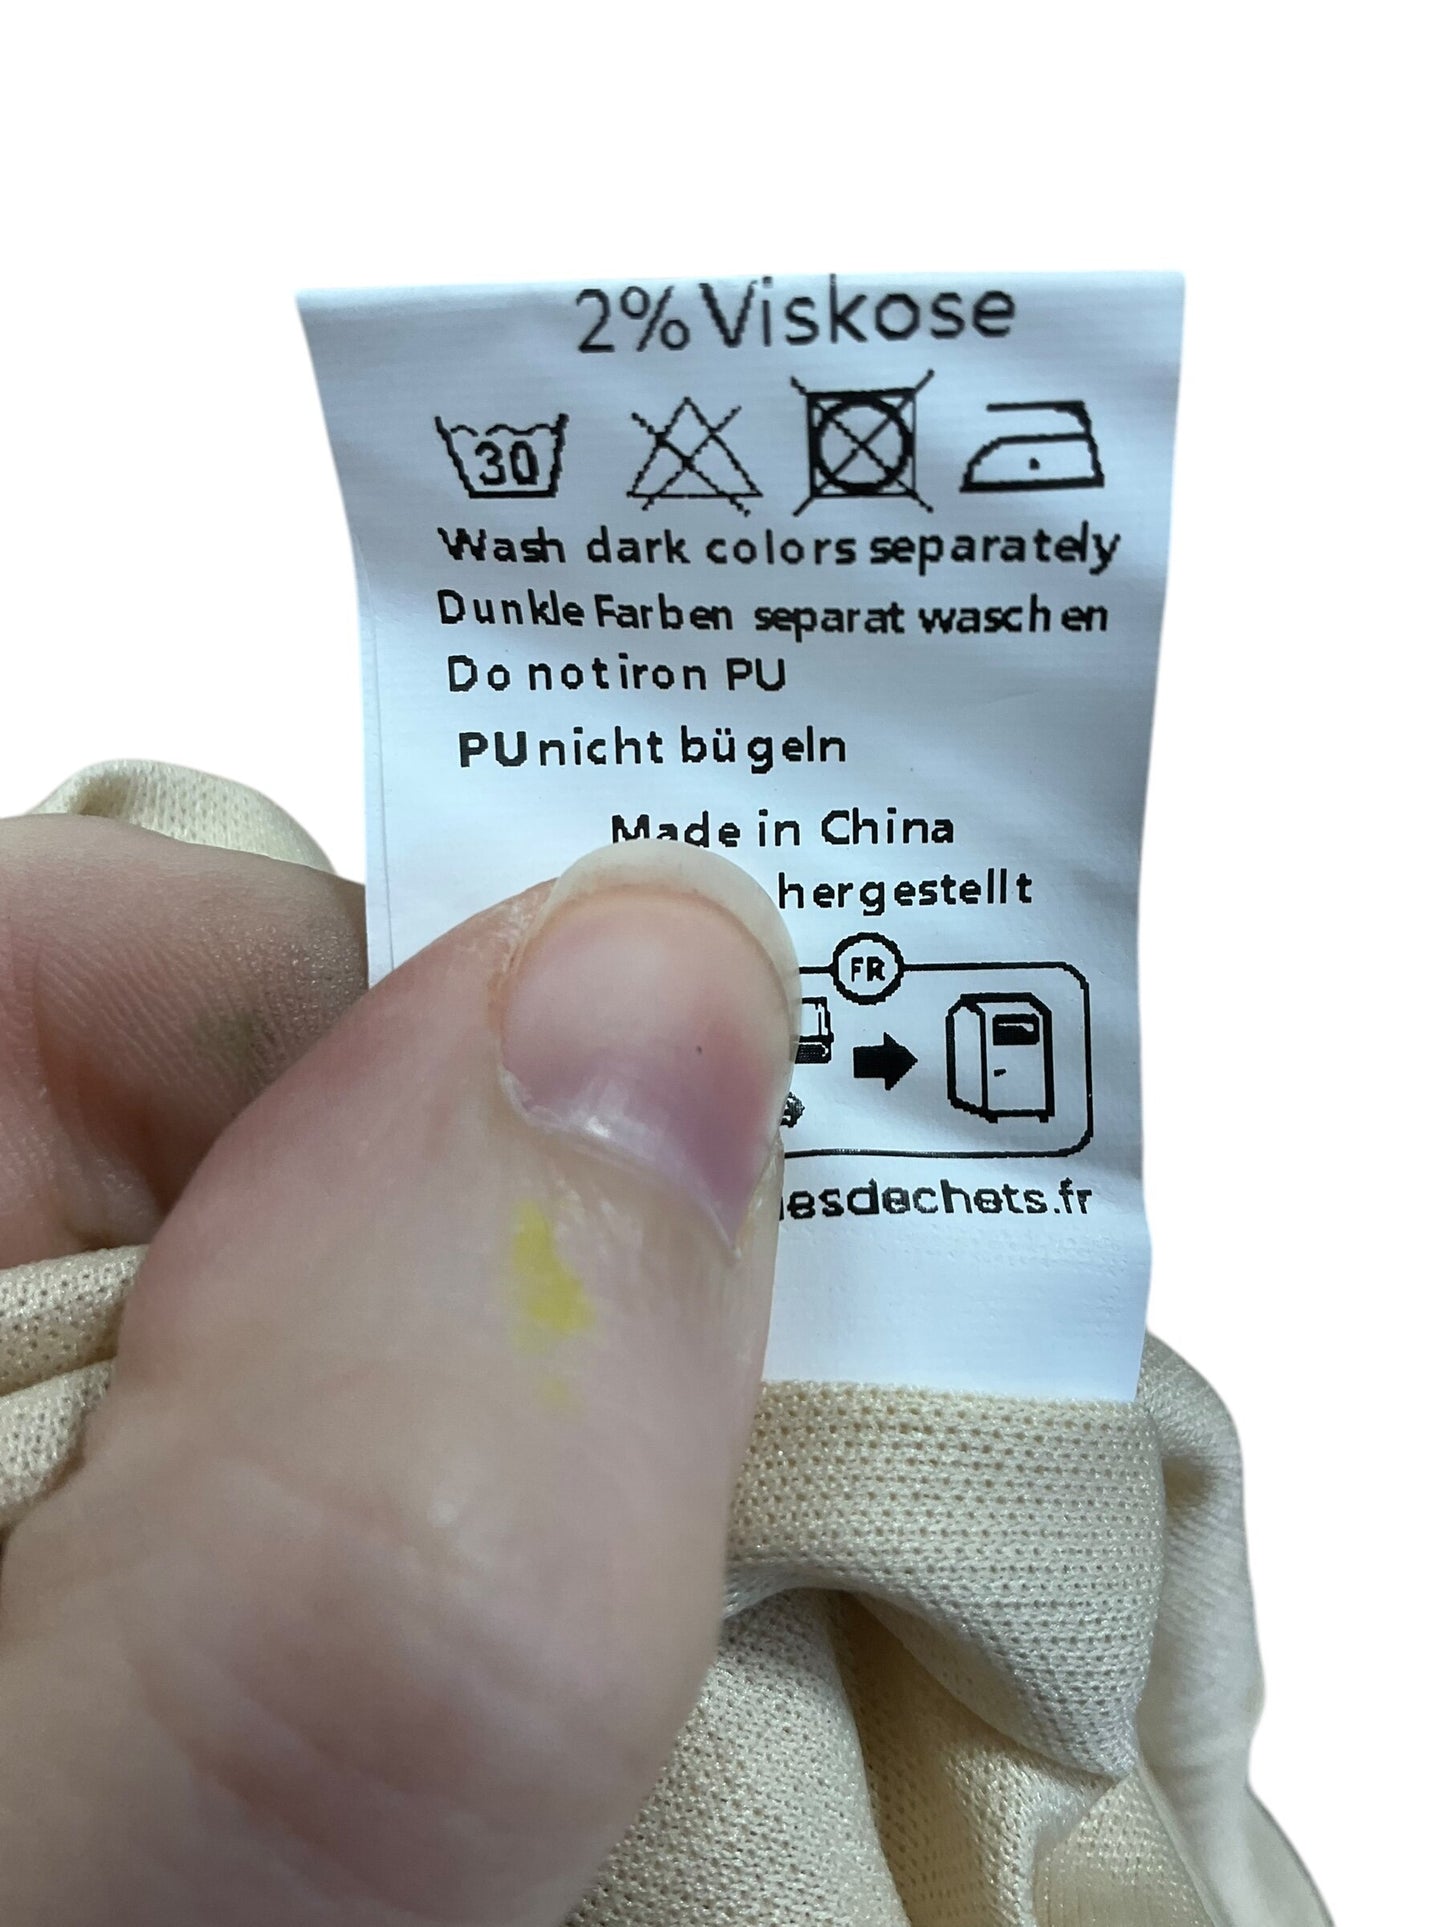 2% Viskose
30
Wash dark colors separately
Dunkle Farben separat waschen
Do not iron PU
PU nicht bügeln
Made in China
hergestellt
FR
esdechets.fr